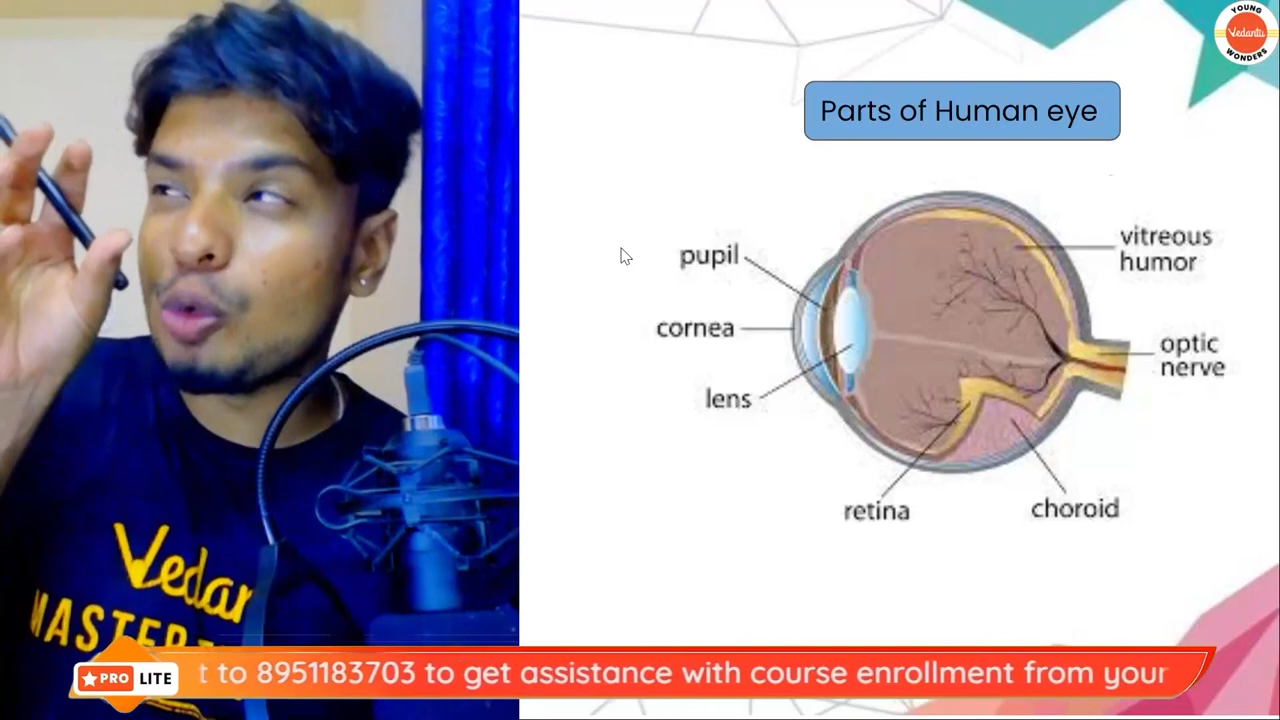 YOUNG
Vedantu
WONDERS
Parts of Human eye
pupil
cornea
lens
vitreous
humor
optic
nerve
retina
choroid
Vedan
MASTER
PRO LITE
t to 8951183703 to get assistance with course enrollment from your